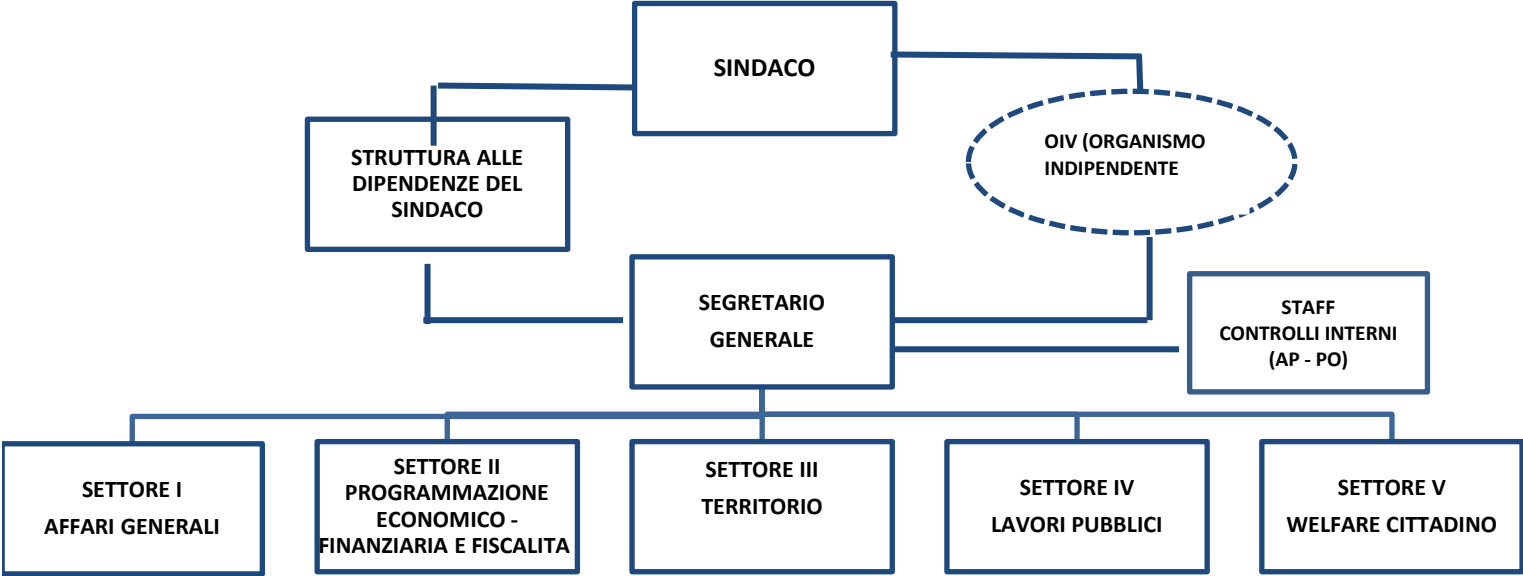 SINDACO
STRUTTURA ALLE
DIPENDENZE DEL
SINDACO
OIV (ORGANISMO
INDIPENDENTE
SEGRETARIO
GENERALE
STAFF
CONTROLLI INTERNI
(AP - PO)
SETTORE I
AFFARI GENERALI
SETTORE II
PROGRAMMAZIONE
ECONOMICO -
FINANZIARIA E FISCALITA
SETTORE III
TERRITORIO
SETTORE IV
LAVORI PUBBLICI
SETTORE V
WELFARE CITTADINO